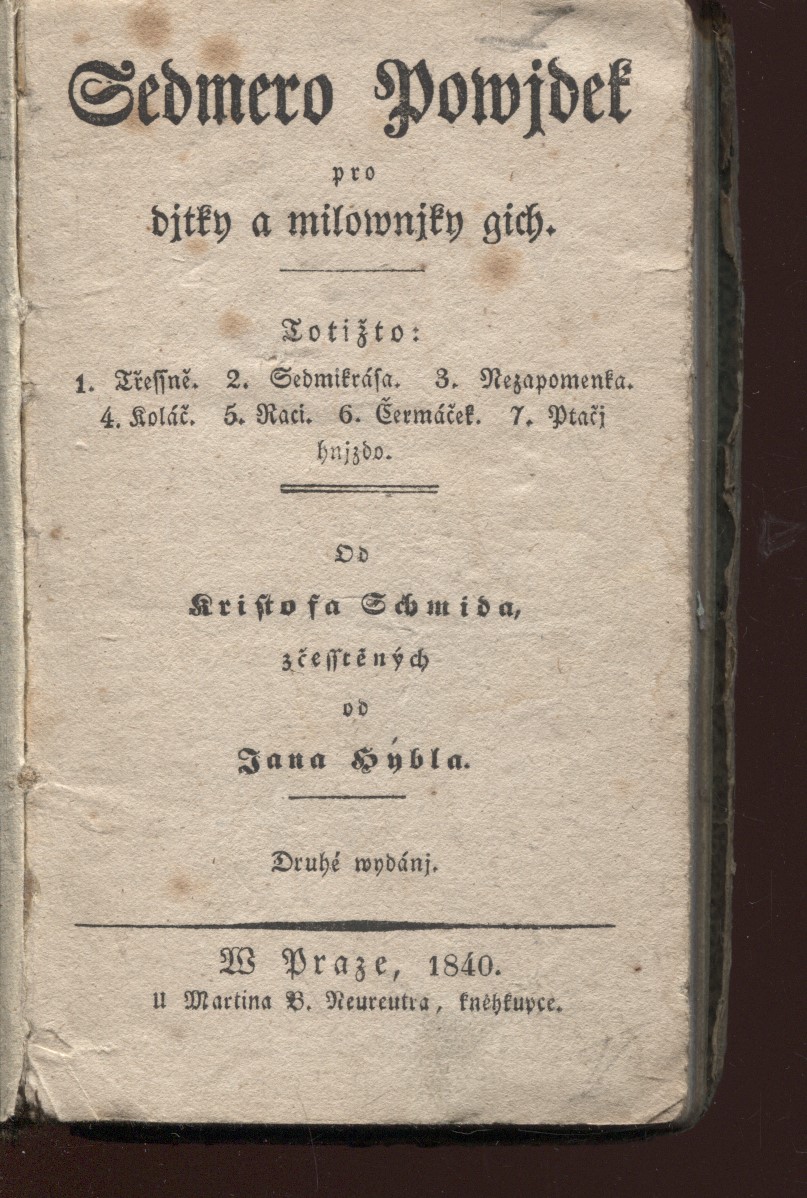 Sedmero Powjdek
pro
djtky a milownjky gich.
Totižto:
1. Třeſſně. 2. Sedmikráſa. 3. Nezapomenka.
4. Koláč. 5. Raci. 6. Čermáček. 7. Ptačj
hnjzdo.
Od
Kriſtofa Schmida,
zčeſſtěných
od
Jana Hýbla.
Druhé wydánj.
W Praze, 1840.
U Martina B. Neureutra, kněhkupce.